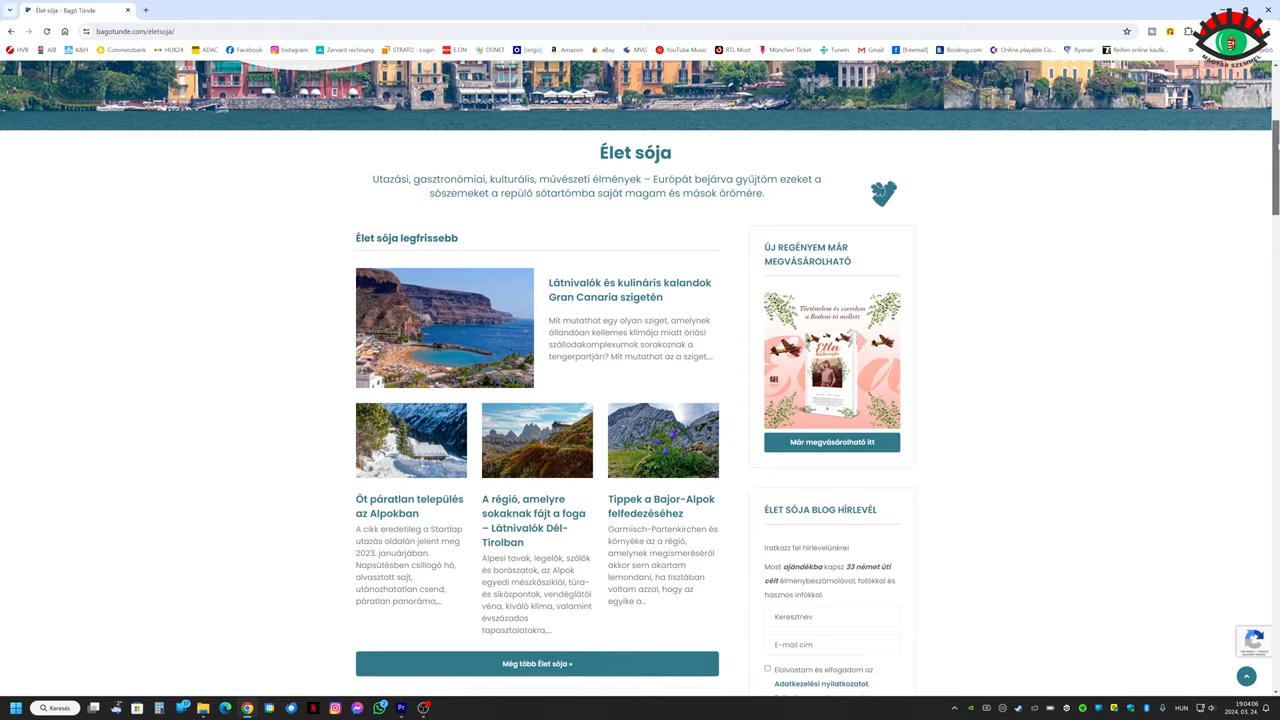 Élet sója - Bagó Tünde
bagotunde.com/eletsoja/
HVB AIB K&H Commerzbank HUK24 ADAC Facebook Instagram Zervant rechnung STRATO - Login E.ON [origo] Amazon eBay MVG YouTube Music RTL Most München Ticket TuneIn Gmail [freemail] Booking.com Online playable Co... Ryanair Reifen online kaufe...
MAGYAR SZEMMEL
Élet sója
Utazási, gasztronómiai, kulturális, művészeti élmények – Európát bejárva gyűjtöm ezeket a
sószemeket a repülő sótartómba saját magam és mások örömére.
Élet sója legfrissebb
Látnivalók és kulináris kalandok
Gran Canaria szigetén
Mit mutathat egy olyan sziget, amelynek
állandóan kellemes klímája miatt óriási
szállodakomplexumok sorakoznak a
tengerpartján? Mit mutathat az a sziget,...
Öt páratlan település
az Alpokban
A cikk eredetileg a Startlap
utazás oldalán jelent meg
2023. januárjában.
Napsütésben csillogó hó,
olvasztott sajt,
utánozhatatlan csend,
páratlan panoráma,...
A régió, amelyre
sokaknak fájt a foga
– Látnivalók Dél-
Tirolban
Alpesi tavak, legelők, szőlők
és borászatok, az Alpok
egyedi mészkősziklái, túra-
és síközpontok, vendéglátói
véna, kiváló klíma, valamint
évszázados
tapasztalatokra,...
Tippek a Bajor-Alpok
felfedezéséhez
Garmisch-Partenkirchen és
környéke az a régió,
amelynek megismeréséről
akkor sem akartam
lemondani, ha tisztában
voltam azzal, hogy az
egyike a...
Még több Élet sója »
ÚJ REGÉNYEM MÁR
MEGVÁSÁROLHATÓ
Történelem és szerelem
a Bodeni-tó mellett
Ella
Már megvásárolható itt
ÉLET SÓJA BLOG HÍRLEVÉL
Iratkozz fel hírlevelünkre!
Most ajándékba kapsz 33 német úti
célt élménybeszámolóval, fotókkal és
hasznos infókkal.
Keresztnév
E-mail cím
Elolvastam és elfogadom az
Adatkezelési nyilatkozatot.
Keresés
HUN
19:04:06
2024. 03. 24.